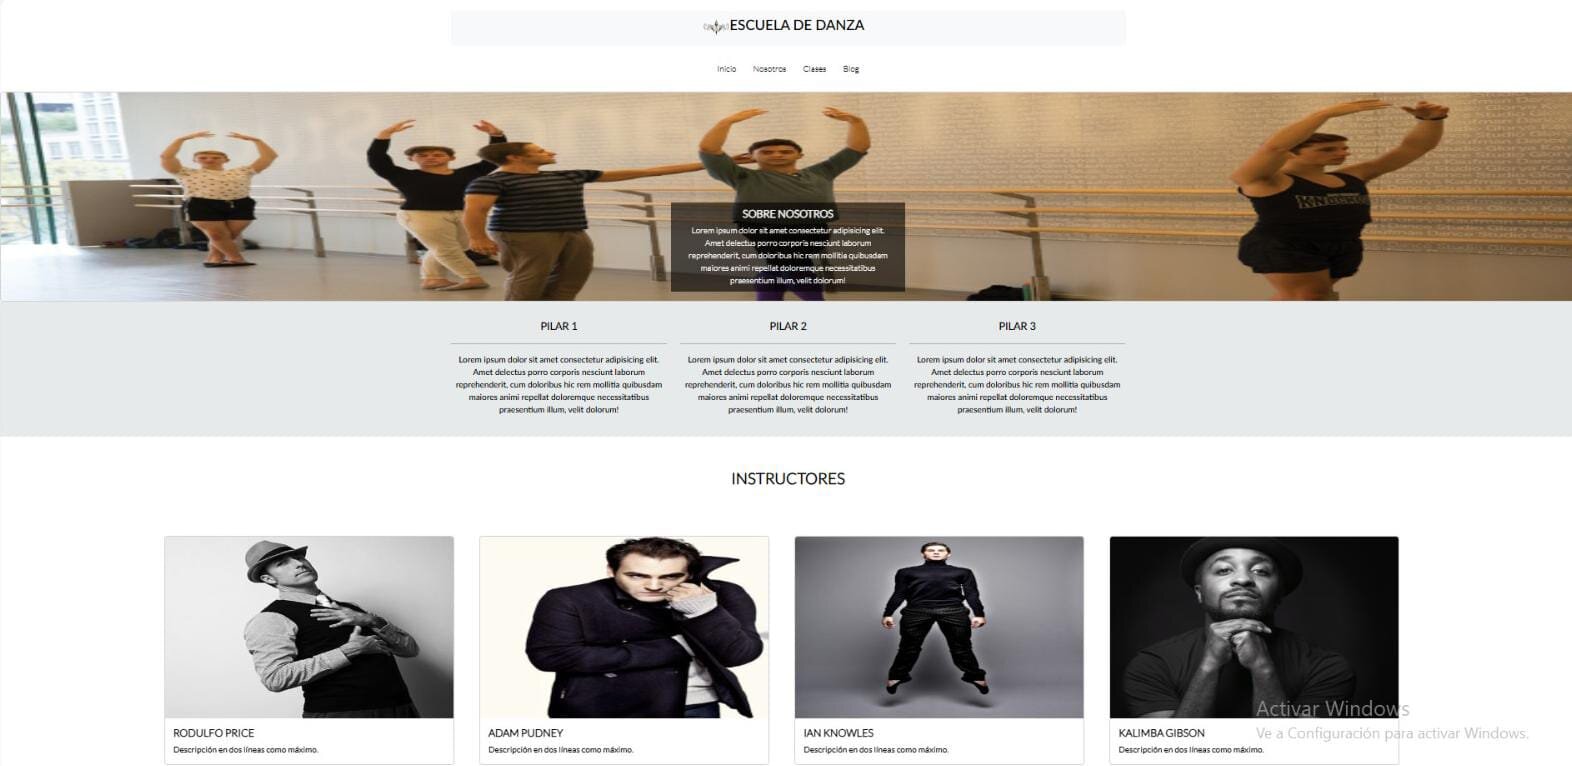 ESCUELA DE DANZA
Inicio Nosotros Clases Blog
SOBRE NOSOTROS
Lorem ipsum dolor sit amet consectetur adipisicing elit.
Amet delectus porro corporis nesciunt laborum
reprehenderit, cum doloribus hic rem mollitia quibusdam
maiores animi repellat doloremque necessitatibus
praesentium illum, velit dolorum!
PILAR 1
Lorem ipsum dolor sit amet consectetur adipisicing elit.
Amet delectus porro corporis nesciunt laborum
reprehenderit, cum doloribus hic rem mollitia quibusdam
maiores animi repellat doloremque necessitatibus
praesentium illum, velit dolorum!
PILAR 2
Lorem ipsum dolor sit amet consectetur adipisicing elit.
Amet delectus porro corporis nesciunt laborum
reprehenderit, cum doloribus hic rem mollitia quibusdam
maiores animi repellat doloremque necessitatibus
praesentium illum, velit dolorum!
PILAR 3
Lorem ipsum dolor sit amet consectetur adipisicing elit.
Amet delectus porro corporis nesciunt laborum
reprehenderit, cum doloribus hic rem mollitia quibusdam
maiores animi repellat doloremque necessitatibus
praesentium illum, velit dolorum!
INSTRUCTORES
RODULFO PRICE
Descripción en dos líneas como máximo.
ADAM PUDNEY
Descripción en dos líneas como máximo.
IAN KNOWLES
Descripción en dos líneas como máximo.
KALIMBA GIBSON
Descripción en dos líneas como máximo.
Activar Windows
Ve a Configuración para activar Windows.